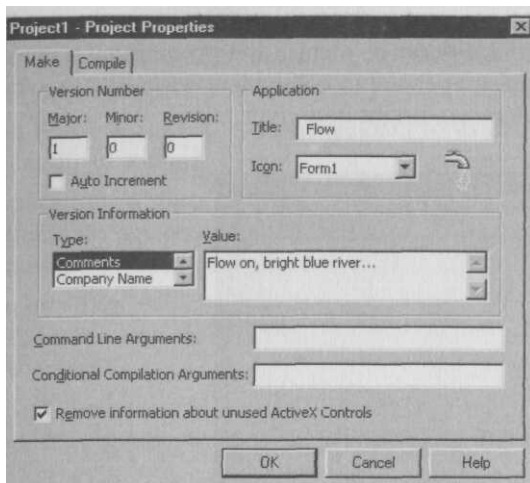 Project1 - Project Properties
Make Compile
Version Number
Major: Minor: Revision:
1 0 0
Auto Increment
Application
Title: Flow
Icon: Form1
Version Information
Type: Value:
Comments
Company Name
Flow on, bright blue river...
Command Line Arguments:
Conditional Compilation Arguments:
Remove information about unused ActiveX Controls
OK Cancel Help